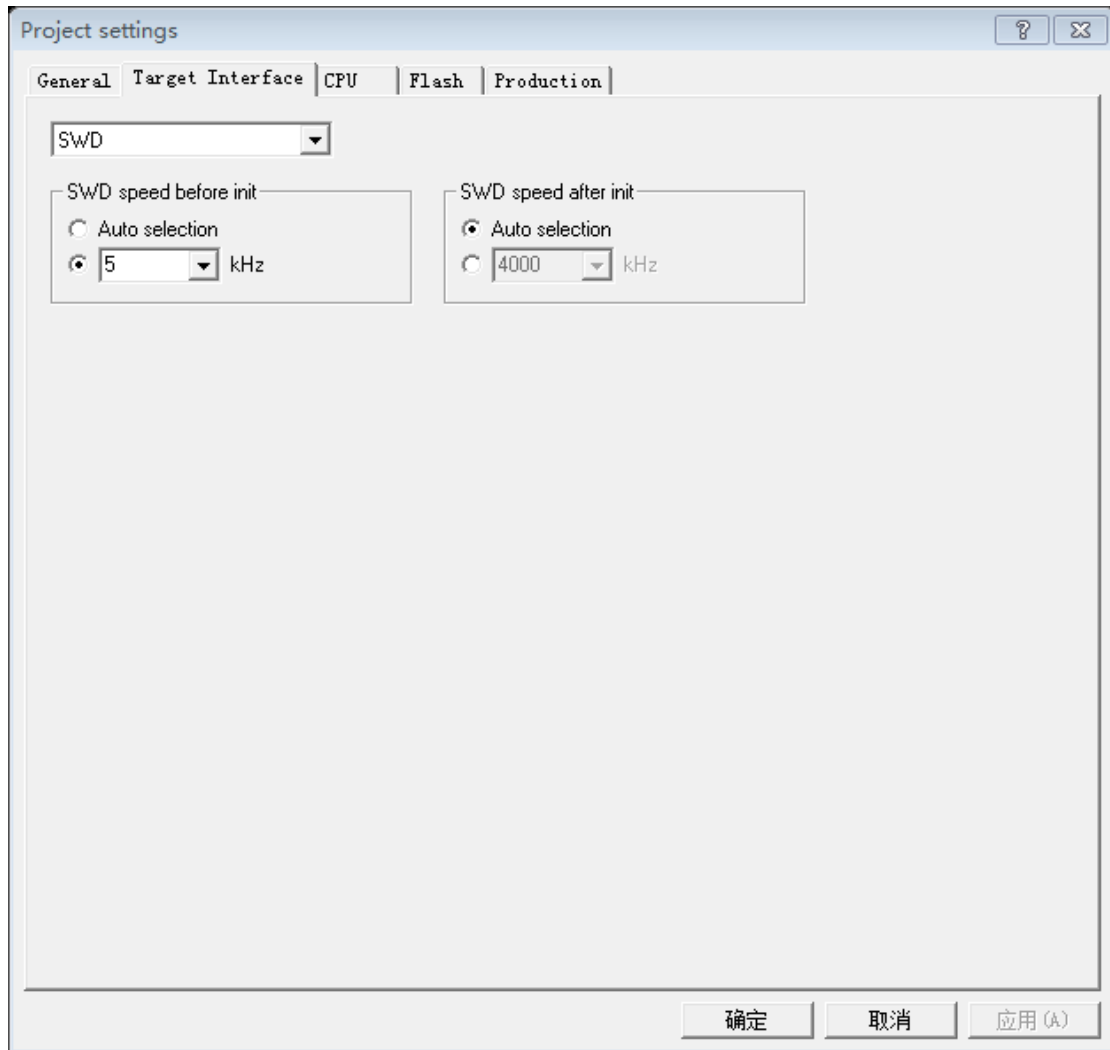 Project settings
General Target Interface CPU Flash Production
SWD
SWD speed before init SWD speed after init
Auto selection Auto selection
5 kHz 4000 kHz
确定 取消 应用(A)